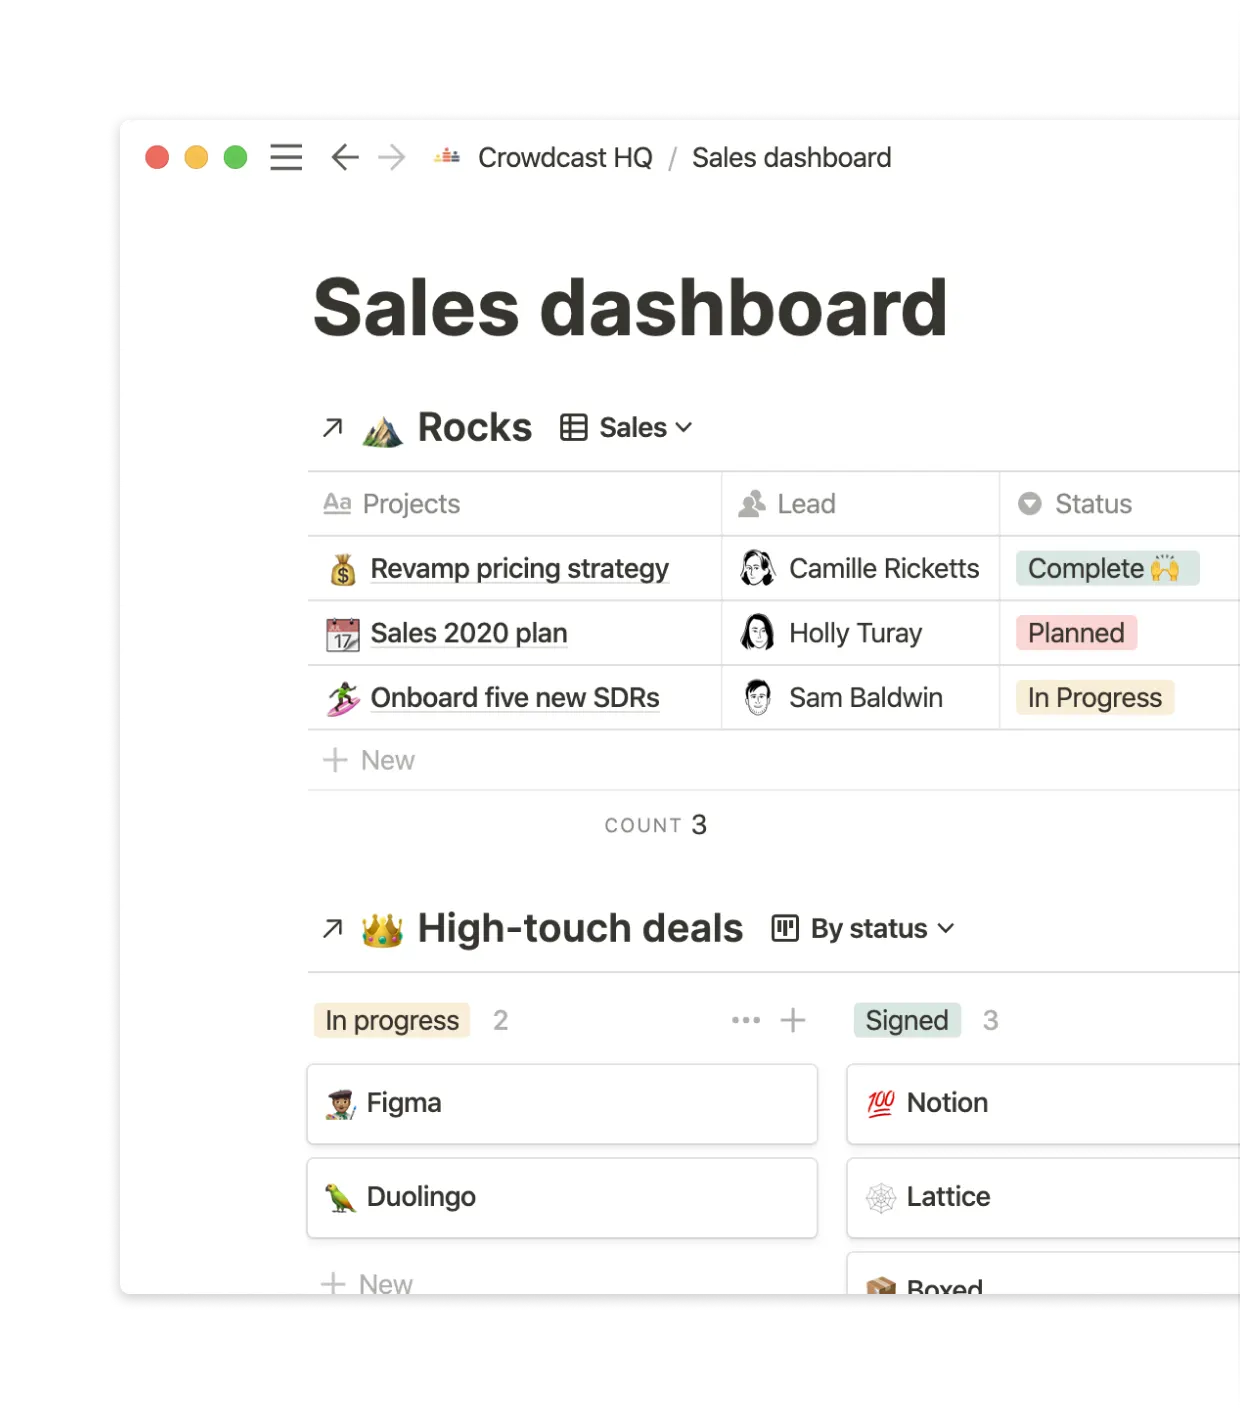 Crowdcast HQ / Sales dashboard
Sales dashboard
Rocks Sales
Aa Projects Lead Status
Revamp pricing strategy Camille Ricketts Complete 🙌
17 Sales 2020 plan Holly Turay Planned
Onboard five new SDRs Sam Baldwin In Progress
+ New
COUNT 3
High-touch deals By status
In progress 2 ••• + Signed 3
Figma 💯 Notion
Duolingo Lattice
+ New Boxed